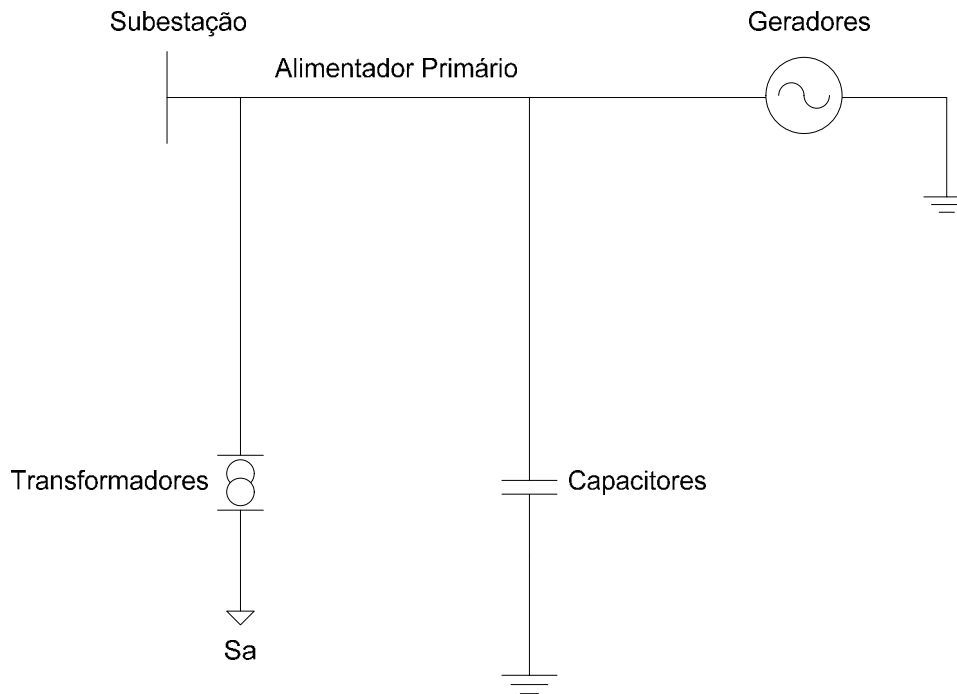 Subestação
Geradores
Alimentador Primário
Transformadores
Capacitores
Sa